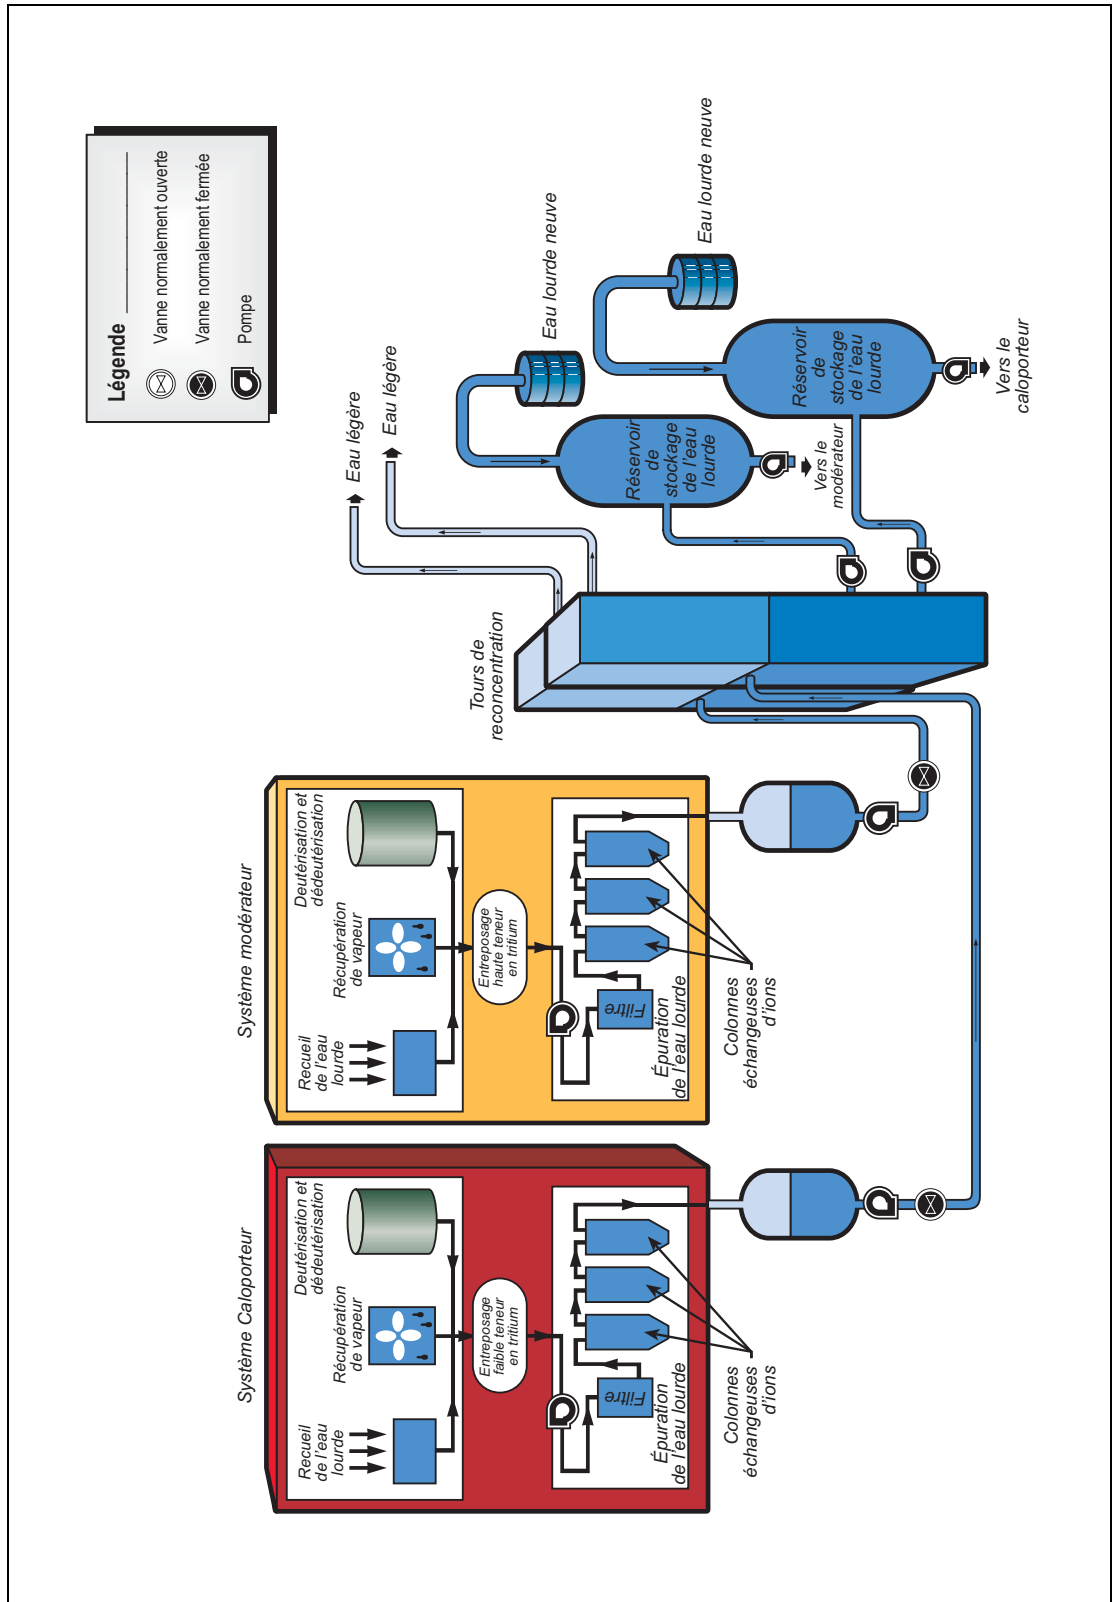 Légende
Vanne normalement ouverte
Vanne normalement fermée
Pompe
Système Caloporteur
Recueil
de l'eau
lourde
Récupération
de vapeur
Deutérisation et
dédeutérisation
Entreposage
faible teneur
en tritium
Filtre
Épuration
de l'eau lourde
Colonnes
échangeuses
d'ions
Système modérateur
Recueil
de l'eau
lourde
Récupération
de vapeur
Deutérisation et
dédeutérisation
Entreposage
haute teneur
en tritium
Filtre
Épuration
de l'eau lourde
Colonnes
échangeuses
d'ions
Tours de
reconcentration
Eau légère
Eau légère
Eau lourde neuve
Eau lourde neuve
Réservoir
de
stockage
de l'eau
lourde
Vers le
modérateur
Réservoir
de
stockage
de l'eau
lourde
Vers le
caloporteur